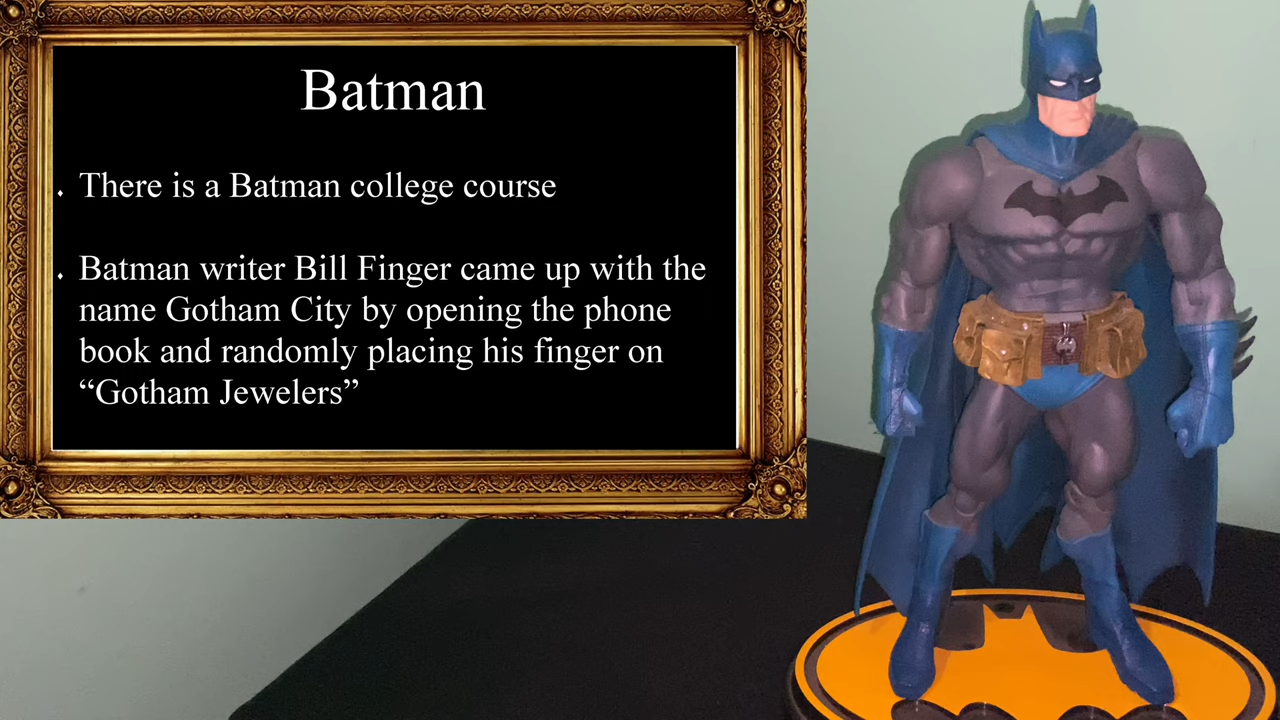 Batman
There is a Batman college course
Batman writer Bill Finger came up with the
name Gotham City by opening the phone
book and randomly placing his finger on
“Gotham Jewelers”